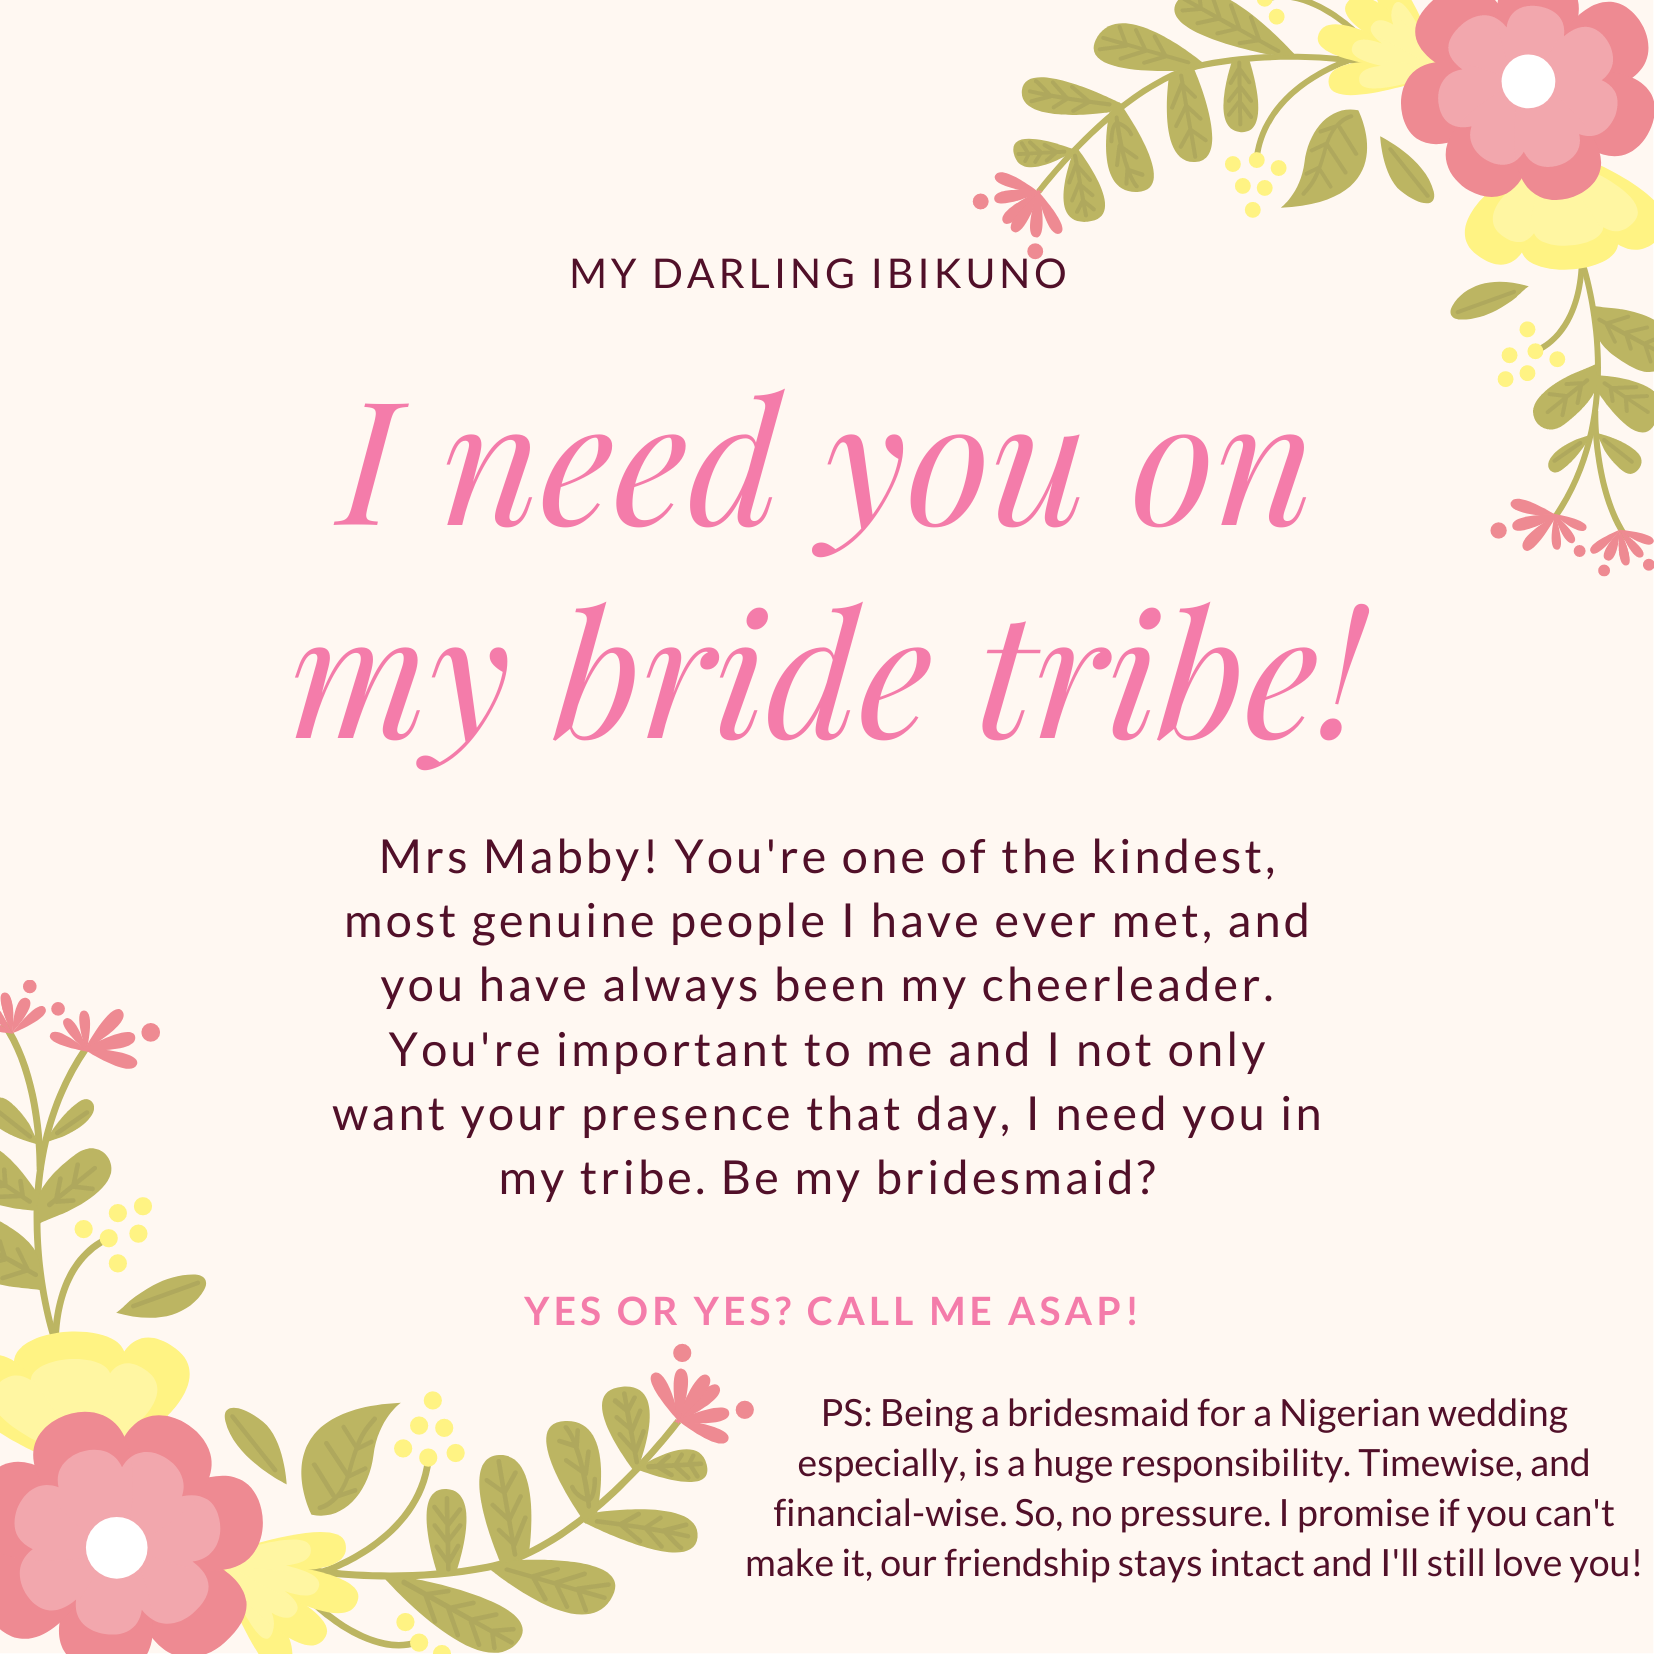 MY DARLING IBIKUNO
I need you on
my bride tribe!
Mrs Mabby! You're one of the kindest,
most genuine people I have ever met, and
you have always been my cheerleader.
You're important to me and I not only
want your presence that day, I need you in
my tribe. Be my bridesmaid?
YES OR YES? CALL ME ASAP!
PS: Being a bridesmaid for a Nigerian wedding
especially, is a huge responsibility. Timewise, and
financial-wise. So, no pressure. I promise if you can't
make it, our friendship stays intact and I'll still love you!